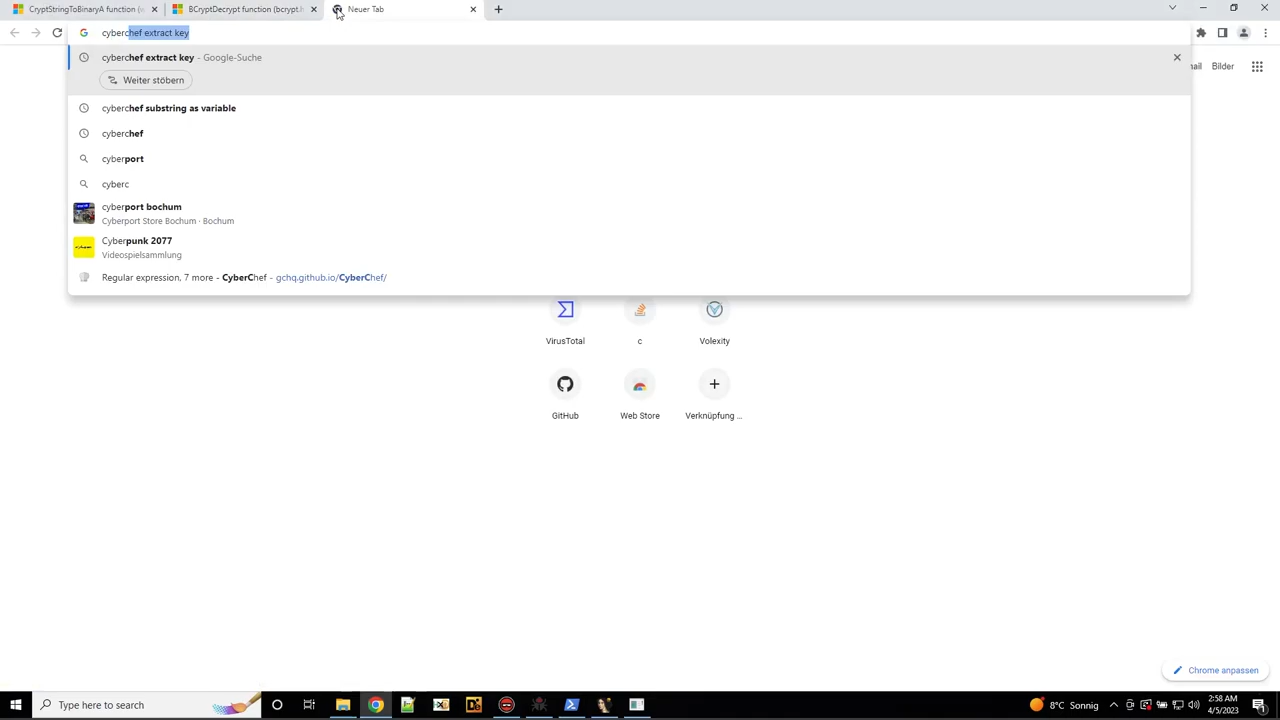 CryptStringToBinaryA function (w
BCryptDecrypt function (bcrypt.h
Neuer Tab
cyberchef extract key
cyberchef extract key - Google-Suche
Weiter stöbern
cyberchef substring as variable
cyberchef
cyberport
cyberc
cyberport bochum
Cyberport Store Bochum · Bochum
Cyberpunk 2077
Videospielsammlung
Regular expression, 7 more - CyberChef - gchq.github.io/CyberChef/
ail
Bilder
VirusTotal
c
Volexity
GitHub
Web Store
Verknüpfung ...
Chrome anpassen
Type here to search
8°C Sonnig
2:58 AM
4/5/2023